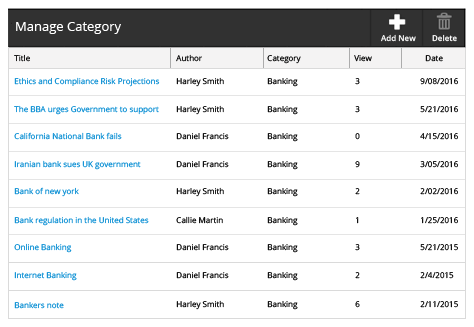 Manage Category
Add New Delete
Title Author Category View Date
Ethics and Compliance Risk Projections Harley Smith Banking 3 9/08/2016
The BBA urges Government to support Harley Smith Banking 3 5/21/2016
California National Bank fails Daniel Francis Banking 0 4/15/2016
Iranian bank sues UK government Daniel Francis Banking 9 3/05/2016
Bank of new york Harley Smith Banking 2 2/02/2016
Bank regulation in the United States Callie Martin Banking 1 1/25/2016
Online Banking Daniel Francis Banking 3 5/21/2015
Internet Banking Daniel Francis Banking 2 2/4/2015
Bankers note Harley Smith Banking 6 2/11/2015